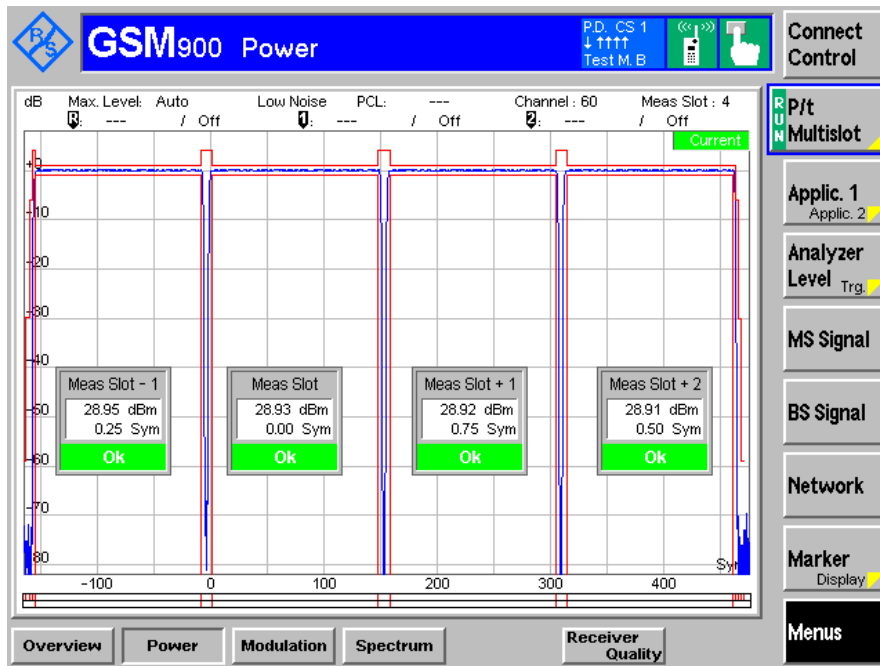 R&S
GSM900 Power
P.D. CS 1
↓ ↑↑↑↑
Test M. B
Connect Control
dB Max. Level: Auto Low Noise PCL: --- Channel : 60 Meas Slot : 4
R: --- / Off 1: --- / Off 2: --- / Off
Current
RUN
P/t
Multislot
Applic. 1
Applic. 2
Analyzer
Level Trg.
MS Signal
BS Signal
Network
Marker
Display
Menus
+0
-10
-20
-30
-40
-50
-60
-70
-80
Meas Slot - 1
28.95 dBm
0.25 Sym
Ok
Meas Slot
28.93 dBm
0.00 Sym
Ok
Meas Slot + 1
28.92 dBm
0.75 Sym
Ok
Meas Slot + 2
28.91 dBm
0.50 Sym
Ok
Sym
-100 0 100 200 300 400
Overview Power Modulation Spectrum Receiver Quality